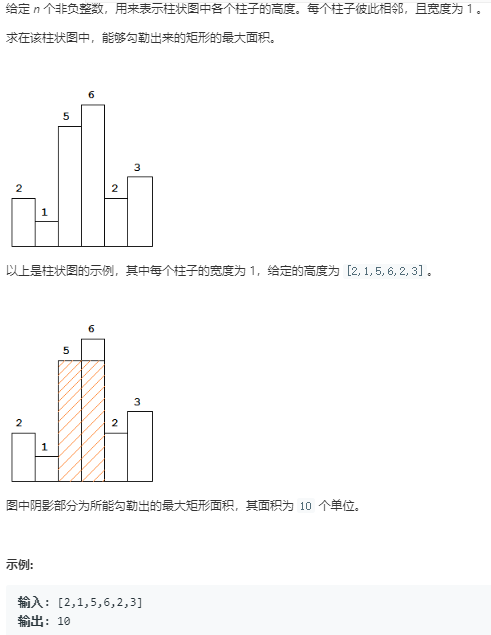 给定 n 个非负整数，用来表示柱状图中各个柱子的高度。每个柱子彼此相邻，且宽度为 1 。
求在该柱状图中，能够勾勒出来的矩形的最大面积。
6
5
3
2
2
1
以上是柱状图的示例，其中每个柱子的宽度为 1，给定的高度为 [2,1,5,6,2,3]。
6
5
3
2
2
1
图中阴影部分为所能勾勒出的最大矩形面积，其面积为 10 个单位。
示例:
输入: [2,1,5,6,2,3]
输出: 10